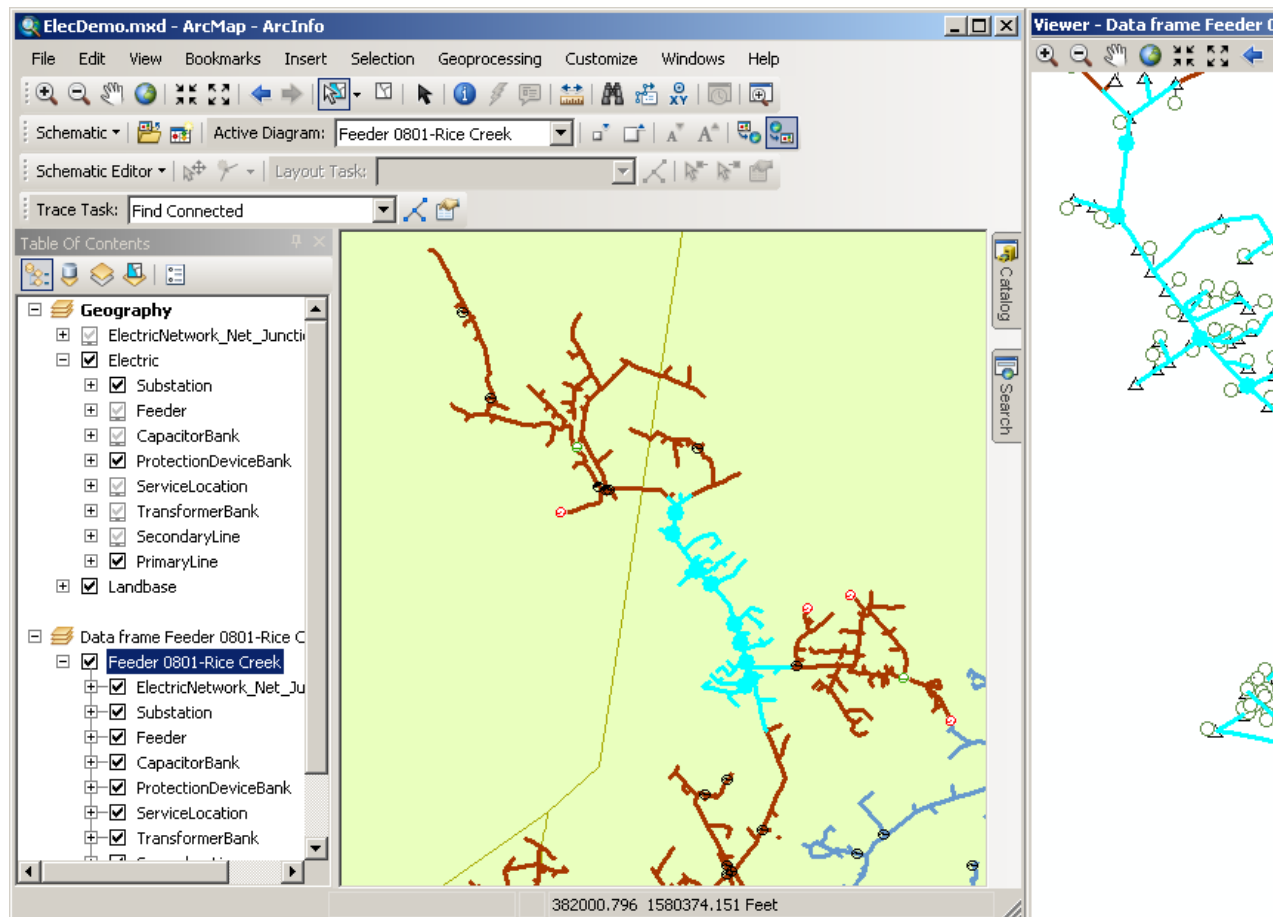 ElecDemo.mxd - ArcMap - ArcInfo
File Edit View Bookmarks Insert Selection Geoprocessing Customize Windows Help
XY
Schematic Active Diagram: Feeder 0801-Rice Creek A A
Schematic Editor Layout Task:
Trace Task: Find Connected
Table Of Contents
Geography
ElectricNetwork_Net_Juncti
Electric
Substation
Feeder
CapacitorBank
ProtectionDeviceBank
ServiceLocation
TransformerBank
SecondaryLine
PrimaryLine
Landbase
Data frame Feeder 0801-Rice C
Feeder 0801-Rice Creek
ElectricNetwork_Net_Ju
Substation
Feeder
CapacitorBank
ProtectionDeviceBank
ServiceLocation
TransformerBank
Catalog
Search
382000.796 1580374.151 Feet
Viewer - Data frame Feeder 0